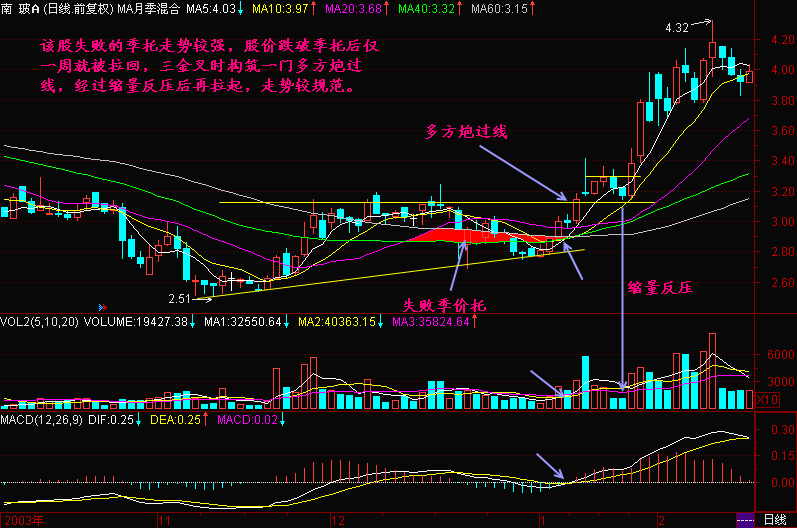 南 玻A (日线.前复权) MA月季混合 MA5:4.03↓ MA10:3.97↑ MA20:3.68↑ MA40:3.32↑ MA60:3.15↑
4.32
4.20
该股失败的季托走势较强，股价跌破季托后仅
一周就被拉回，三金叉时构筑一门多方炮过
线，经过缩量反压后再拉起，走势较规范。
4.00
3.80
多方炮过线
3.60
3.40
3.20
3.00
2.80
2.60
缩量反压
2.51
失败季价托
VOL2(5,10,20) VOLUME:19427.38↓ MA1:32550.64↓ MA2:40363.15↓ MA3:35824.64↑
6000
3000
X10
MACD(12,26,9) DIF:0.25↓ DEA:0.25↑ MACD:0.02↓
0.30
0.15
0.00
2003年 11 12 1 2 日线